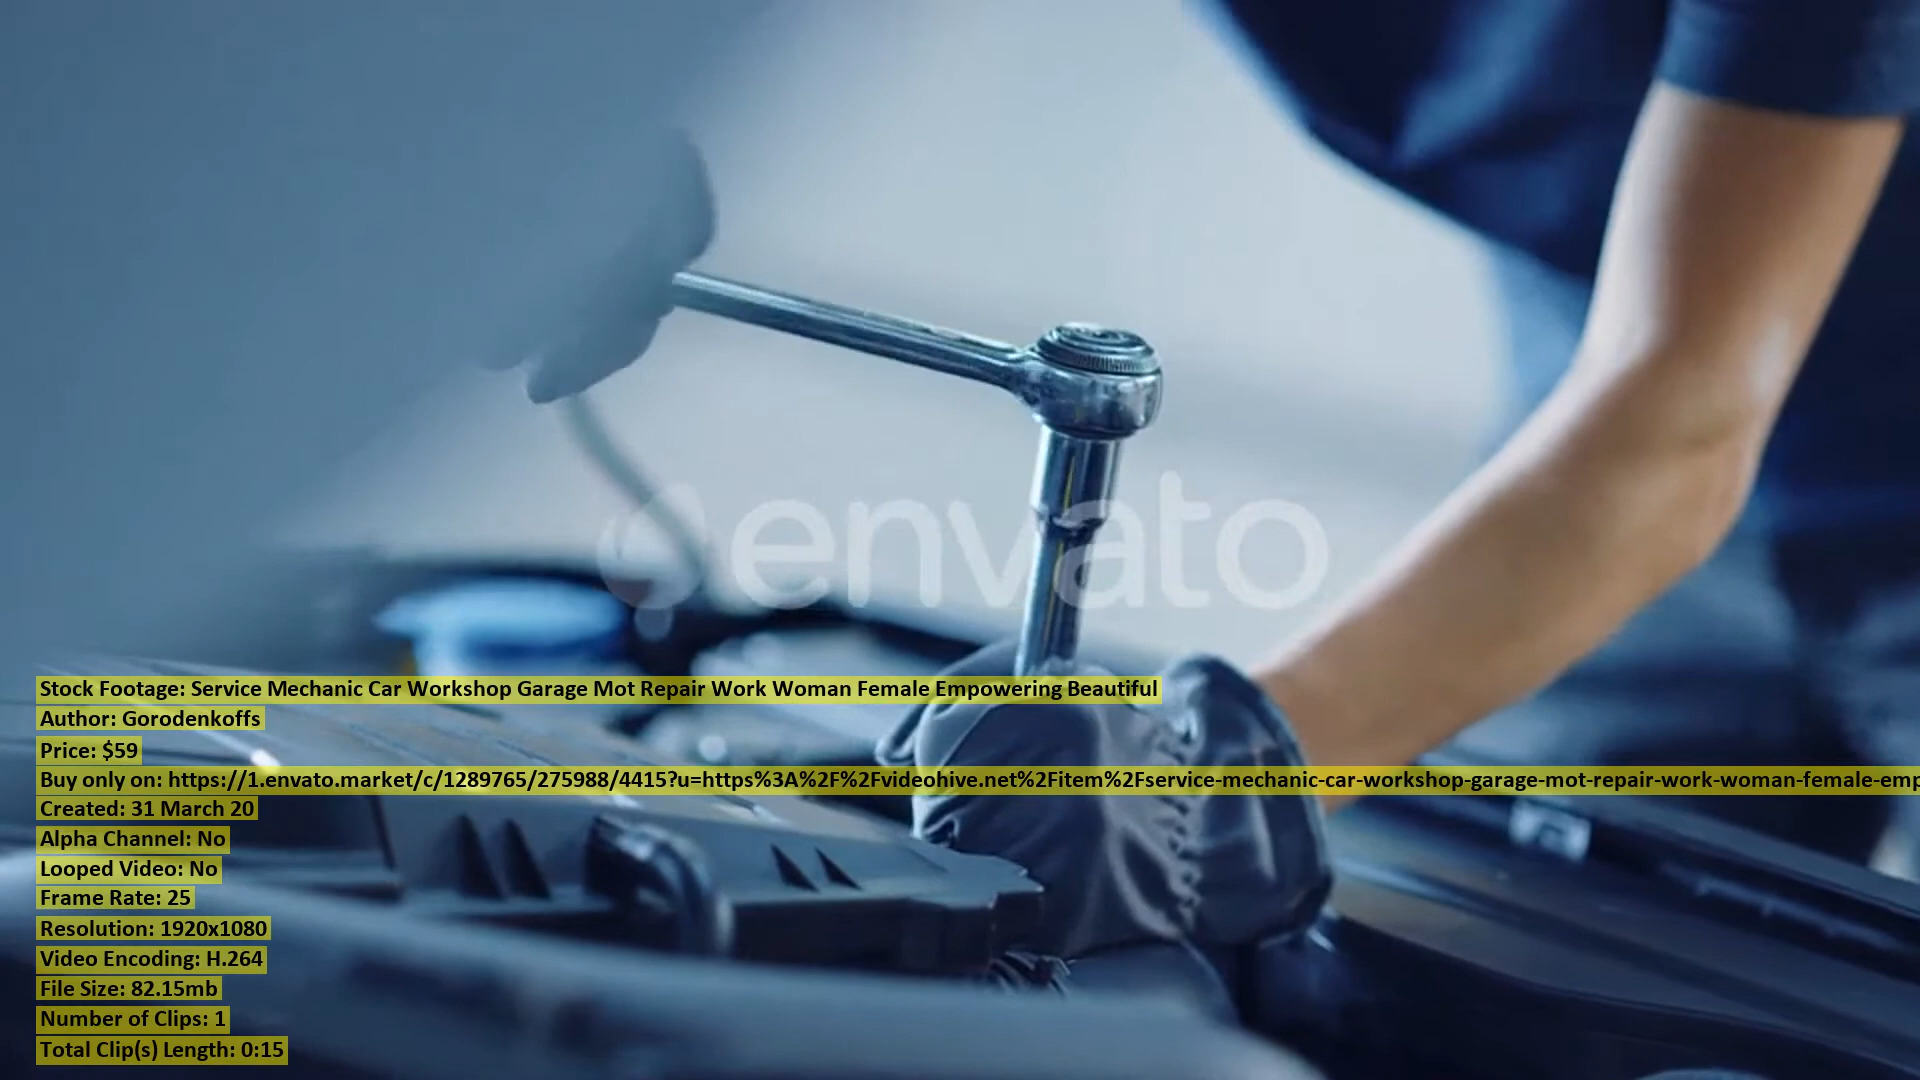 envato
Stock Footage: Service Mechanic Car Workshop Garage Mot Repair Work Woman Female Empowering Beautiful
Author: Gorodenkoffs
Price: $59
Buy only on: https://1.envato.market/c/1289765/275988/4415?u=https%3A%2F%2Fvideohive.net%2Fitem%2Fservice-mechanic-car-workshop-garage-mot-repair-work-woman-female-emp
Created: 31 March 20
Alpha Channel: No
Looped Video: No
Frame Rate: 25
Resolution: 1920x1080
Video Encoding: H.264
File Size: 82.15mb
Number of Clips: 1
Total Clip(s) Length: 0:15